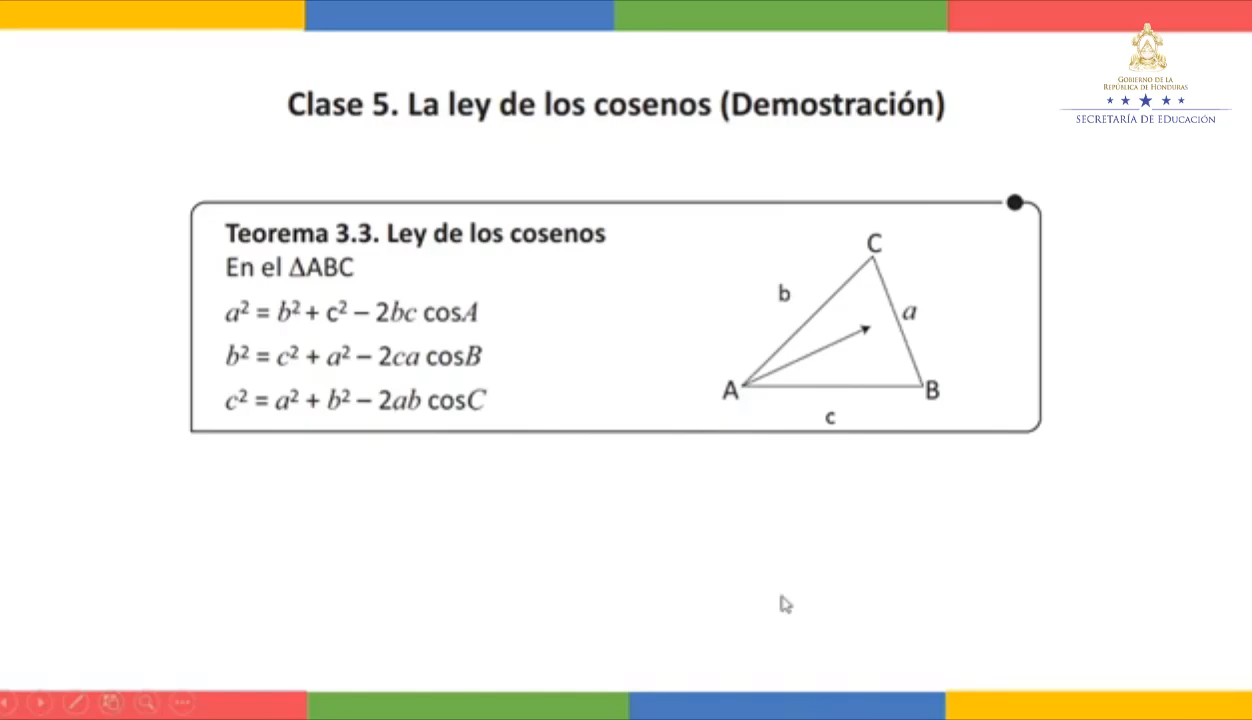 GOBIERNO DE LA
REPÚBLICA DE HONDURAS
SECRETARÍA DE EDUCACIÓN
Clase 5. La ley de los cosenos (Demostración)
Teorema 3.3. Ley de los cosenos
En el ΔABC
a² = b² + c² – 2bc cosA
b² = c² + a² – 2ca cosB
c² = a² + b² – 2ab cosC
C
b
a
A
B
c